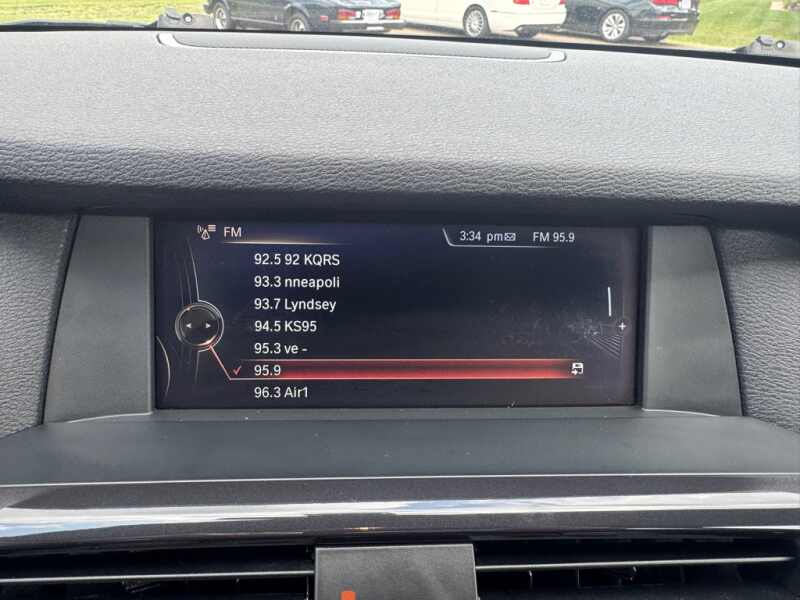 FM
3:34 pm FM 95.9
92.5 92 KQRS
93.3 nneapoli
93.7 Lyndsey
94.5 KS95
95.3 ve -
95.9
96.3 Air1